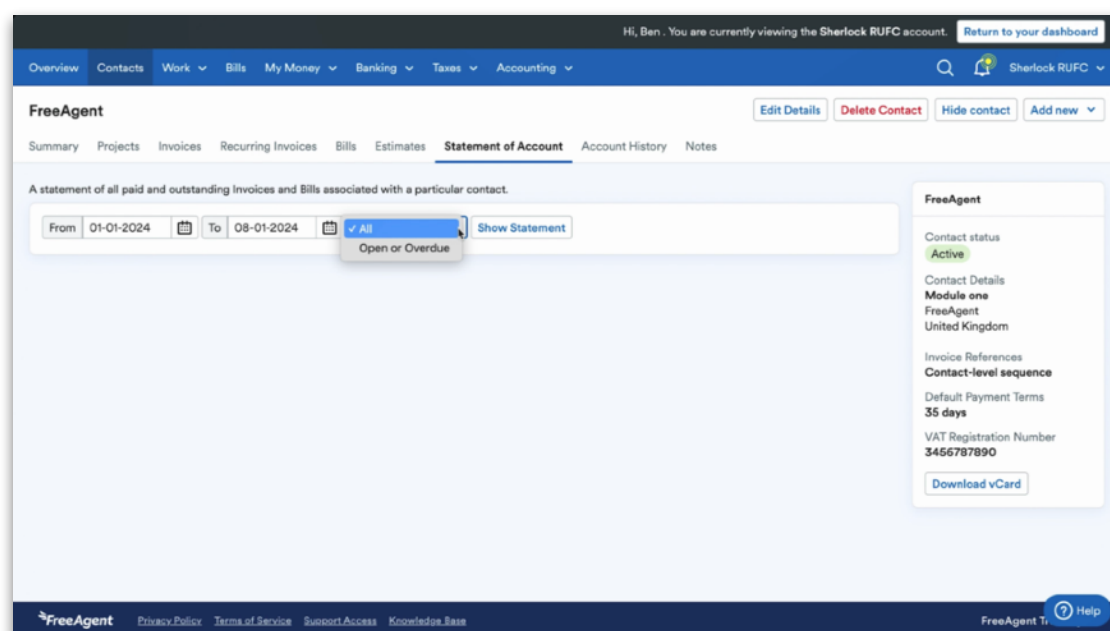 Hi, Ben . You are currently viewing the Sherlock RUFC account. Return to your dashboard
Overview Contacts Work Bills My Money Banking Taxes Accounting Sherlock RUFC
FreeAgent Edit Details Delete Contact Hide contact Add new
Summary Projects Invoices Recurring Invoices Bills Estimates Statement of Account Account History Notes
A statement of all paid and outstanding Invoices and Bills associated with a particular contact.
From 01-01-2024 To 08-01-2024 ✓ All Show Statement
Open or Overdue
FreeAgent
Contact status
Active
Contact Details
Module one
FreeAgent
United Kingdom
Invoice References
Contact-level sequence
Default Payment Terms
35 days
VAT Registration Number
3456787890
Download vCard
FreeAgent Privacy Policy Terms of Service Support Access Knowledge Base FreeAgent
? Help